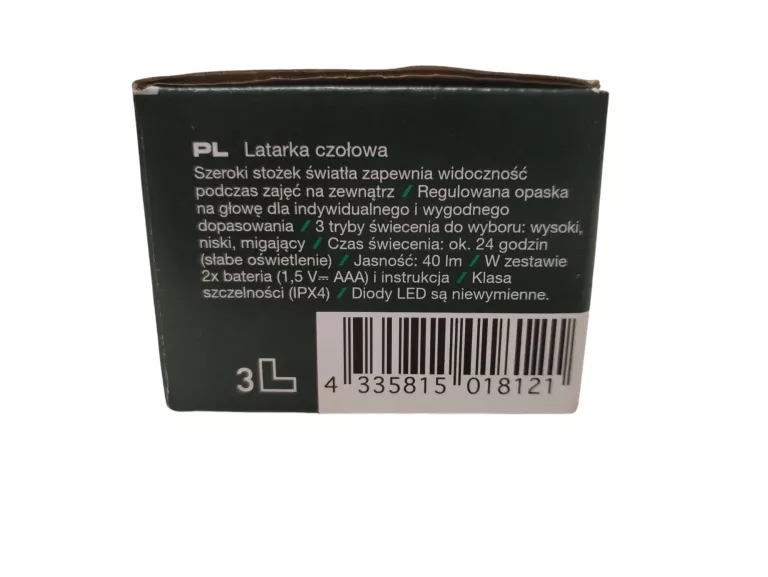 PL Latarka czołowa
Szeroki stożek światła zapewnia widoczność
podczas zajęć na zewnątrz / Regulowana opaska
na głowę dla indywidualnego i wygodnego
dopasowania / 3 tryby świecenia do wyboru: wysoki,
niski, migający / Czas świecenia: ok. 24 godzin
(słabe oświetlenie) / Jasność: 40 lm / W zestawie
2x bateria (1,5 V⎓ AAA) i instrukcja / Klasa
szczelności (IPX4) / Diody LED są niewymienne.
3
4 335815 018121